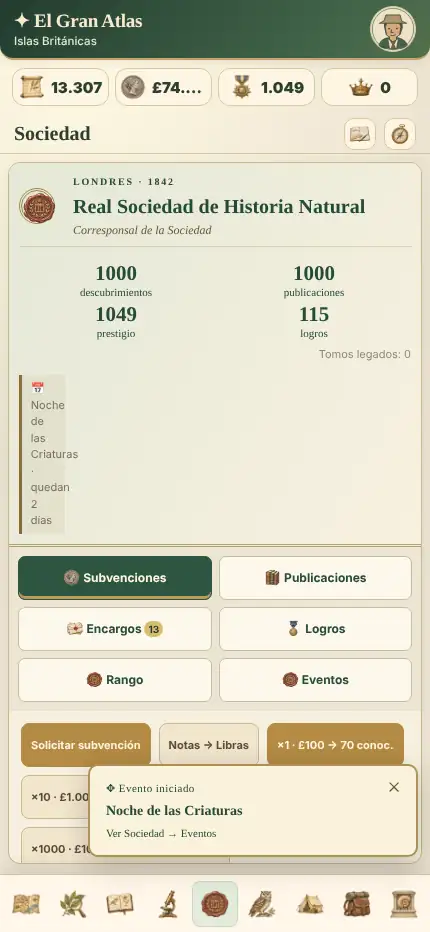 ✦ El Gran Atlas
Islas Británicas
13.307
£74....
1.049
0
Sociedad
LONDRES · 1842
Real Sociedad de Historia Natural
Corresponsal de la Sociedad
1000
descubrimientos
1000
publicaciones
1049
prestigio
115
logros
Tomos legados: 0
📅
Noche
de
las
Criaturas
·
quedan
2
días
Subvenciones
Publicaciones
Encargos 13
Logros
Rango
Eventos
Solicitar subvención
Notas → Libras
×1 · £100 → 70 conoc.
×10 · £1.00
×1000 · £10
✥ Evento iniciado
Noche de las Criaturas
Ver Sociedad → Eventos